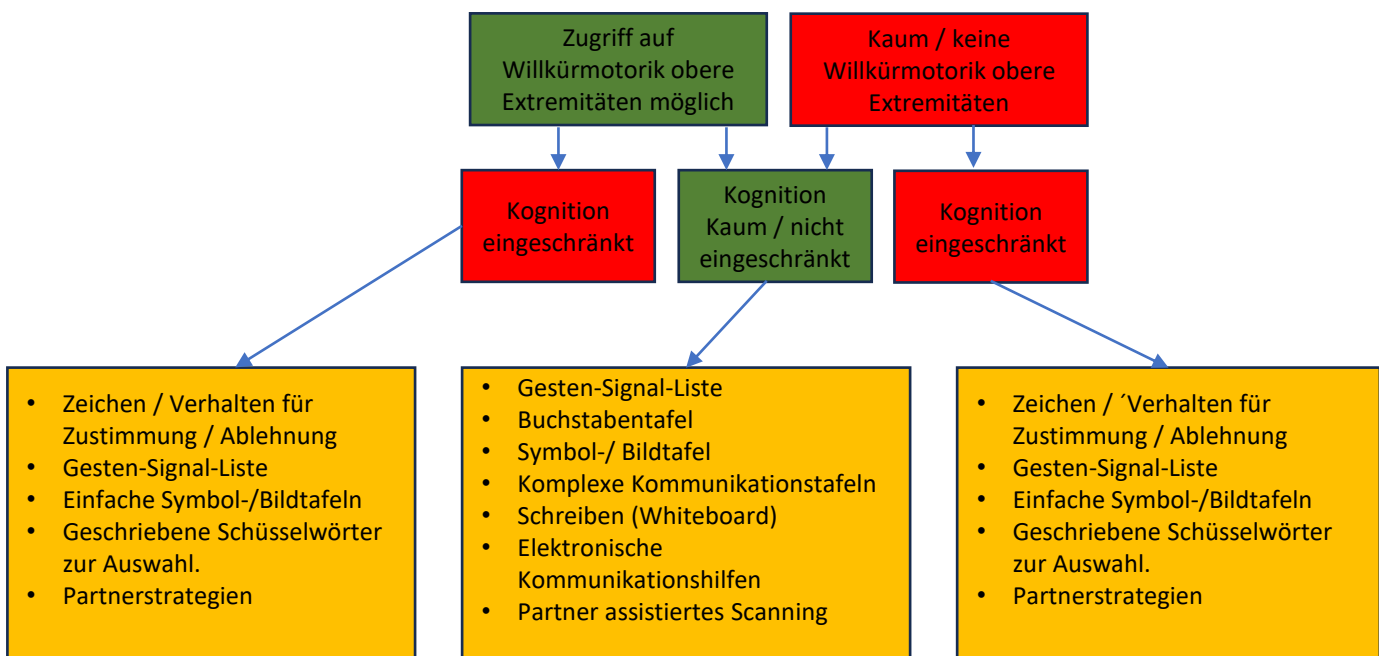 Zugriff auf
Willkürmotorik obere
Extremitäten möglich
Kaum / keine
Willkürmotorik obere
Extremitäten
Kognition
eingeschränkt
Kognition
Kaum / nicht
eingeschränkt
Kognition
eingeschränkt
• Zeichen / Verhalten für
Zustimmung / Ablehnung
• Gesten-Signal-Liste
• Einfache Symbol-/Bildtafeln
• Geschriebene Schüsselwörter
zur Auswahl.
• Partnerstrategien
• Gesten-Signal-Liste
• Buchstabentafel
• Symbol-/ Bildtafel
• Komplexe Kommunikationstafeln
• Schreiben (Whiteboard)
• Elektronische
Kommunikationshilfen
• Partner assistiertes Scanning
• Zeichen / ´Verhalten für
Zustimmung / Ablehnung
• Gesten-Signal-Liste
• Einfache Symbol-/Bildtafeln
• Geschriebene Schüsselwörter
zur Auswahl.
• Partnerstrategien